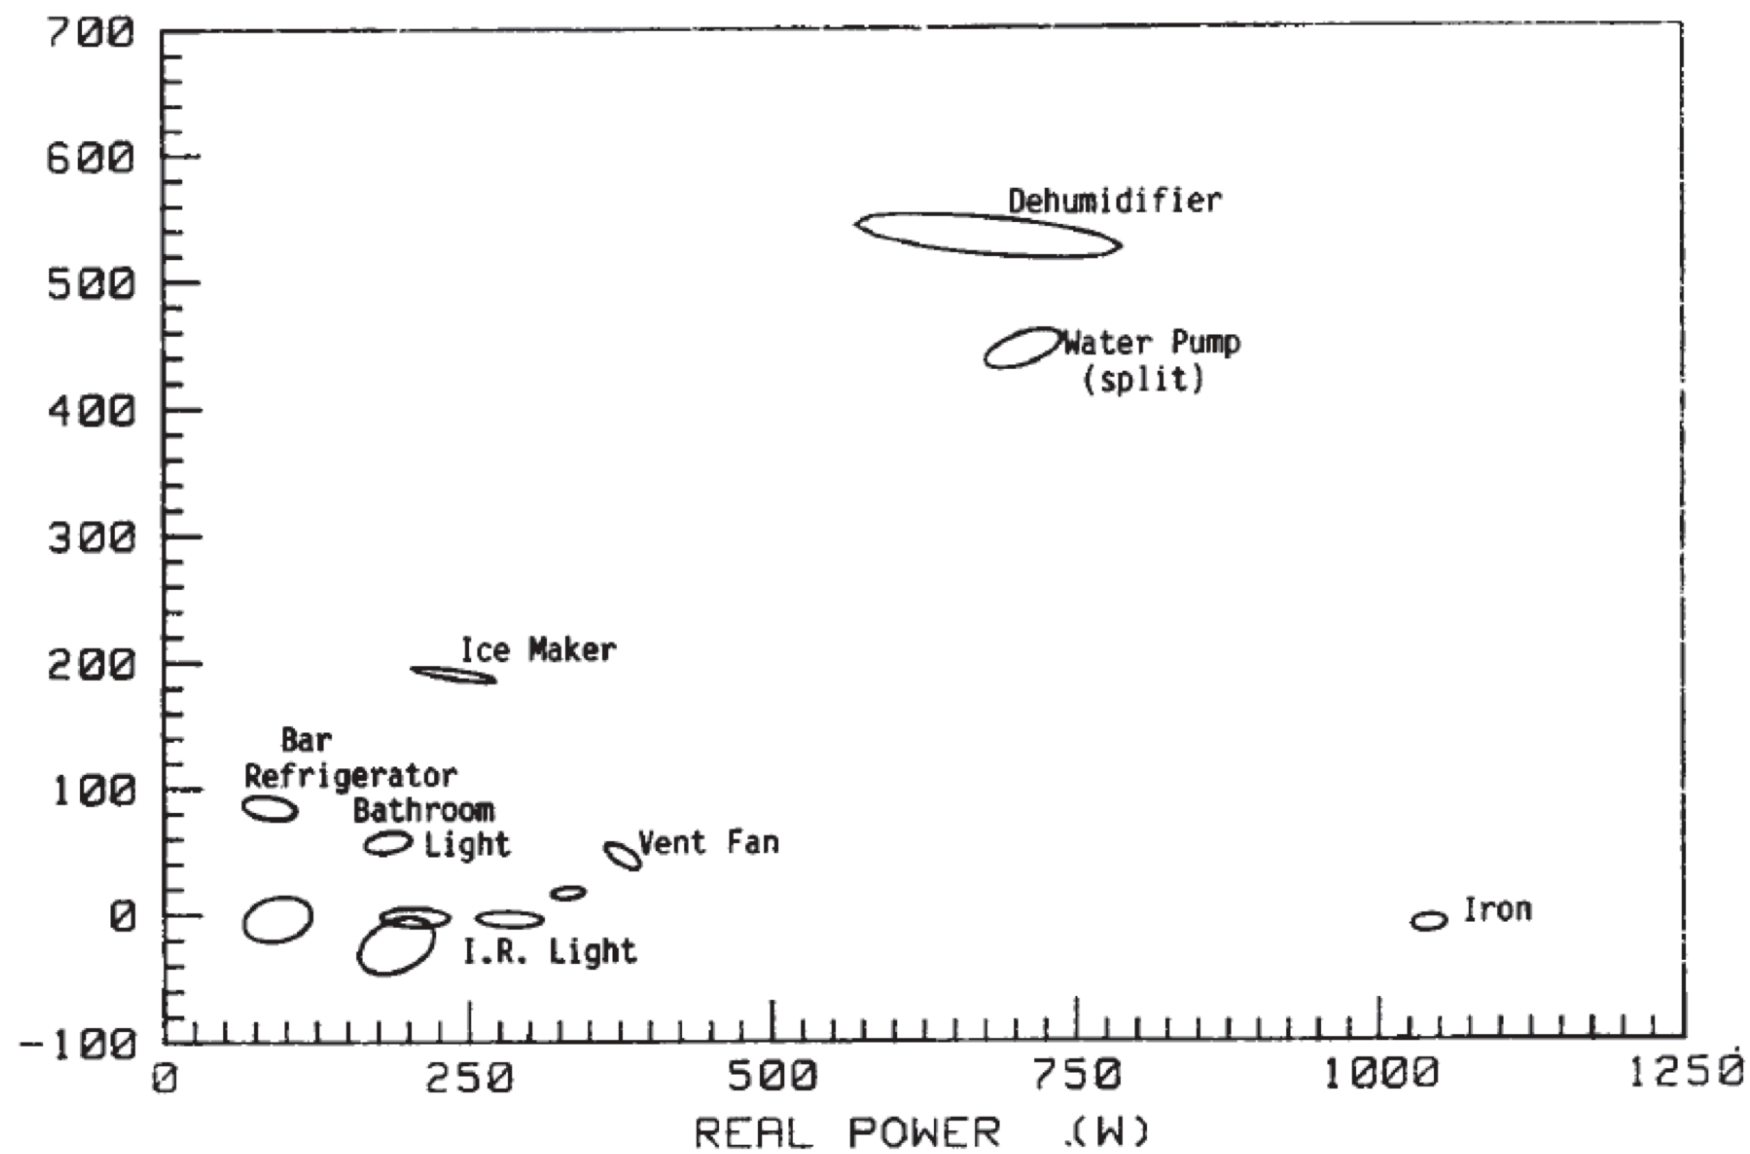 700
600
Dehumidifier
500
Water Pump
(split)
400
300
Ice Maker
200
Bar
Refrigerator
100
Bathroom
Light
Vent Fan
0
Iron
I.R. Light
-100
0 250 500 750 1000 1250
REAL POWER (W)